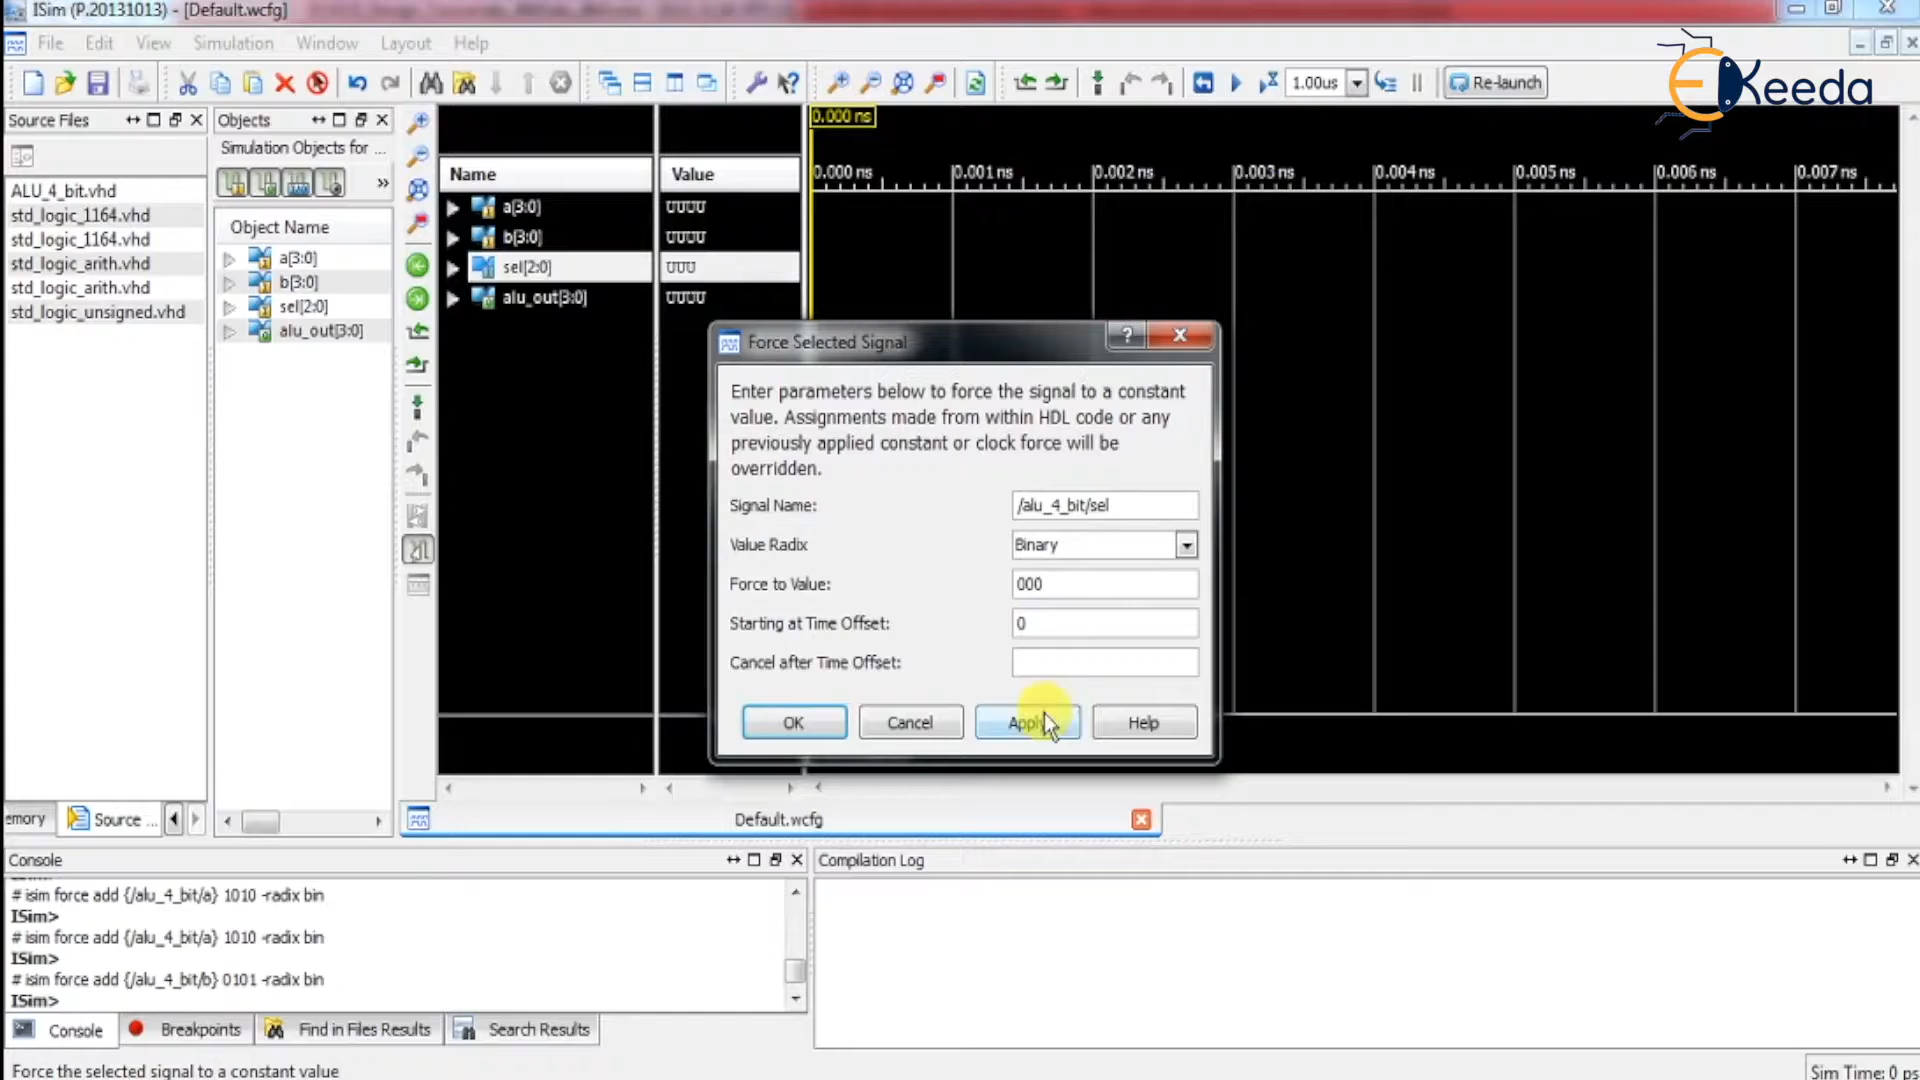 ISim (P.20131013) - [Default.wcfg]
File Edit View Simulation Window Layout Help
1.00us Re-launch
EKeeda
Source Files
Objects
Simulation Objects for ...
ALU_4_bit.vhd
std_logic_1164.vhd
std_logic_1164.vhd
std_logic_arith.vhd
std_logic_arith.vhd
std_logic_unsigned.vhd
Object Name
a[3:0]
b[3:0]
sel[2:0]
alu_out[3:0]
Name Value
a[3:0] UUUU
b[3:0] UUUU
sel[2:0] UUU
alu_out[3:0] UUUU
0.000 ns
0.000 ns 0.001 ns 0.002 ns 0.003 ns 0.004 ns 0.005 ns 0.006 ns 0.007 ns
Force Selected Signal
Enter parameters below to force the signal to a constant
value. Assignments made from within HDL code or any
previously applied constant or clock force will be
overridden.
Signal Name: /alu_4_bit/sel
Value Radix Binary
Force to Value: 000
Starting at Time Offset: 0
Cancel after Time Offset:
OK Cancel Apply Help
emory Source ...
Default.wcfg
Console
# isim force add {/alu_4_bit/a} 1010 -radix bin
ISim>
# isim force add {/alu_4_bit/a} 1010 -radix bin
ISim>
# isim force add {/alu_4_bit/b} 0101 -radix bin
ISim>
Console Breakpoints Find in Files Results Search Results
Compilation Log
Force the selected signal to a constant value
Sim Time: 0 ps